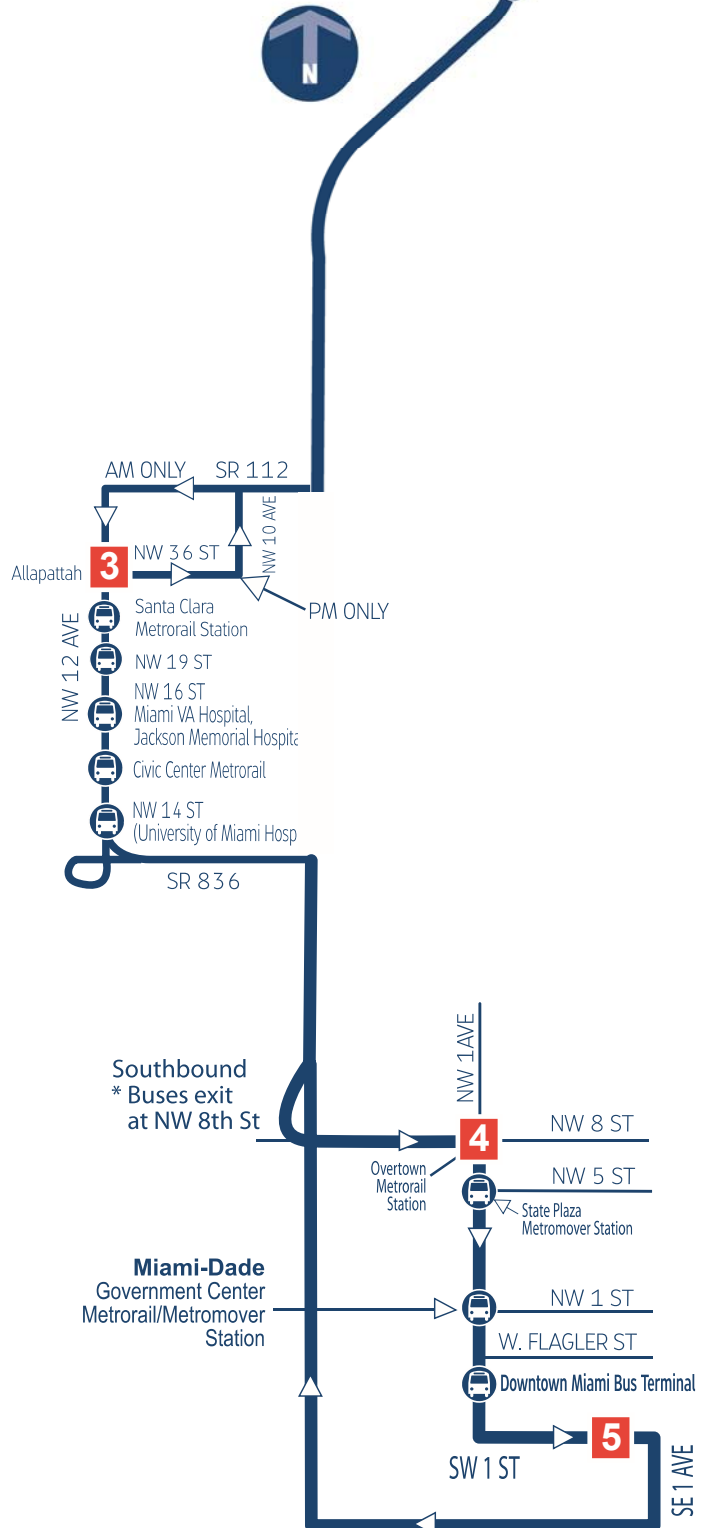 N
AM ONLY
SR 112
NW 10 AVE
NW 36 ST
Allapattah
3
PM ONLY
NW 12 AVE
Santa Clara
Metrorail Station
NW 19 ST
NW 16 ST
Miami VA Hospital,
Jackson Memorial Hospita
Civic Center Metrorail
NW 14 ST
(University of Miami Hosp
SR 836
NW 1AVE
Southbound
* Buses exit
at NW 8th St
4
NW 8 ST
Overtown
Metrorail
Station
NW 5 ST
State Plaza
Metromover Station
Miami-Dade
Government Center
Metrorail/Metromover
Station
NW 1 ST
W. FLAGLER ST
Downtown Miami Bus Terminal
5
SW 1 ST
SE 1 AVE